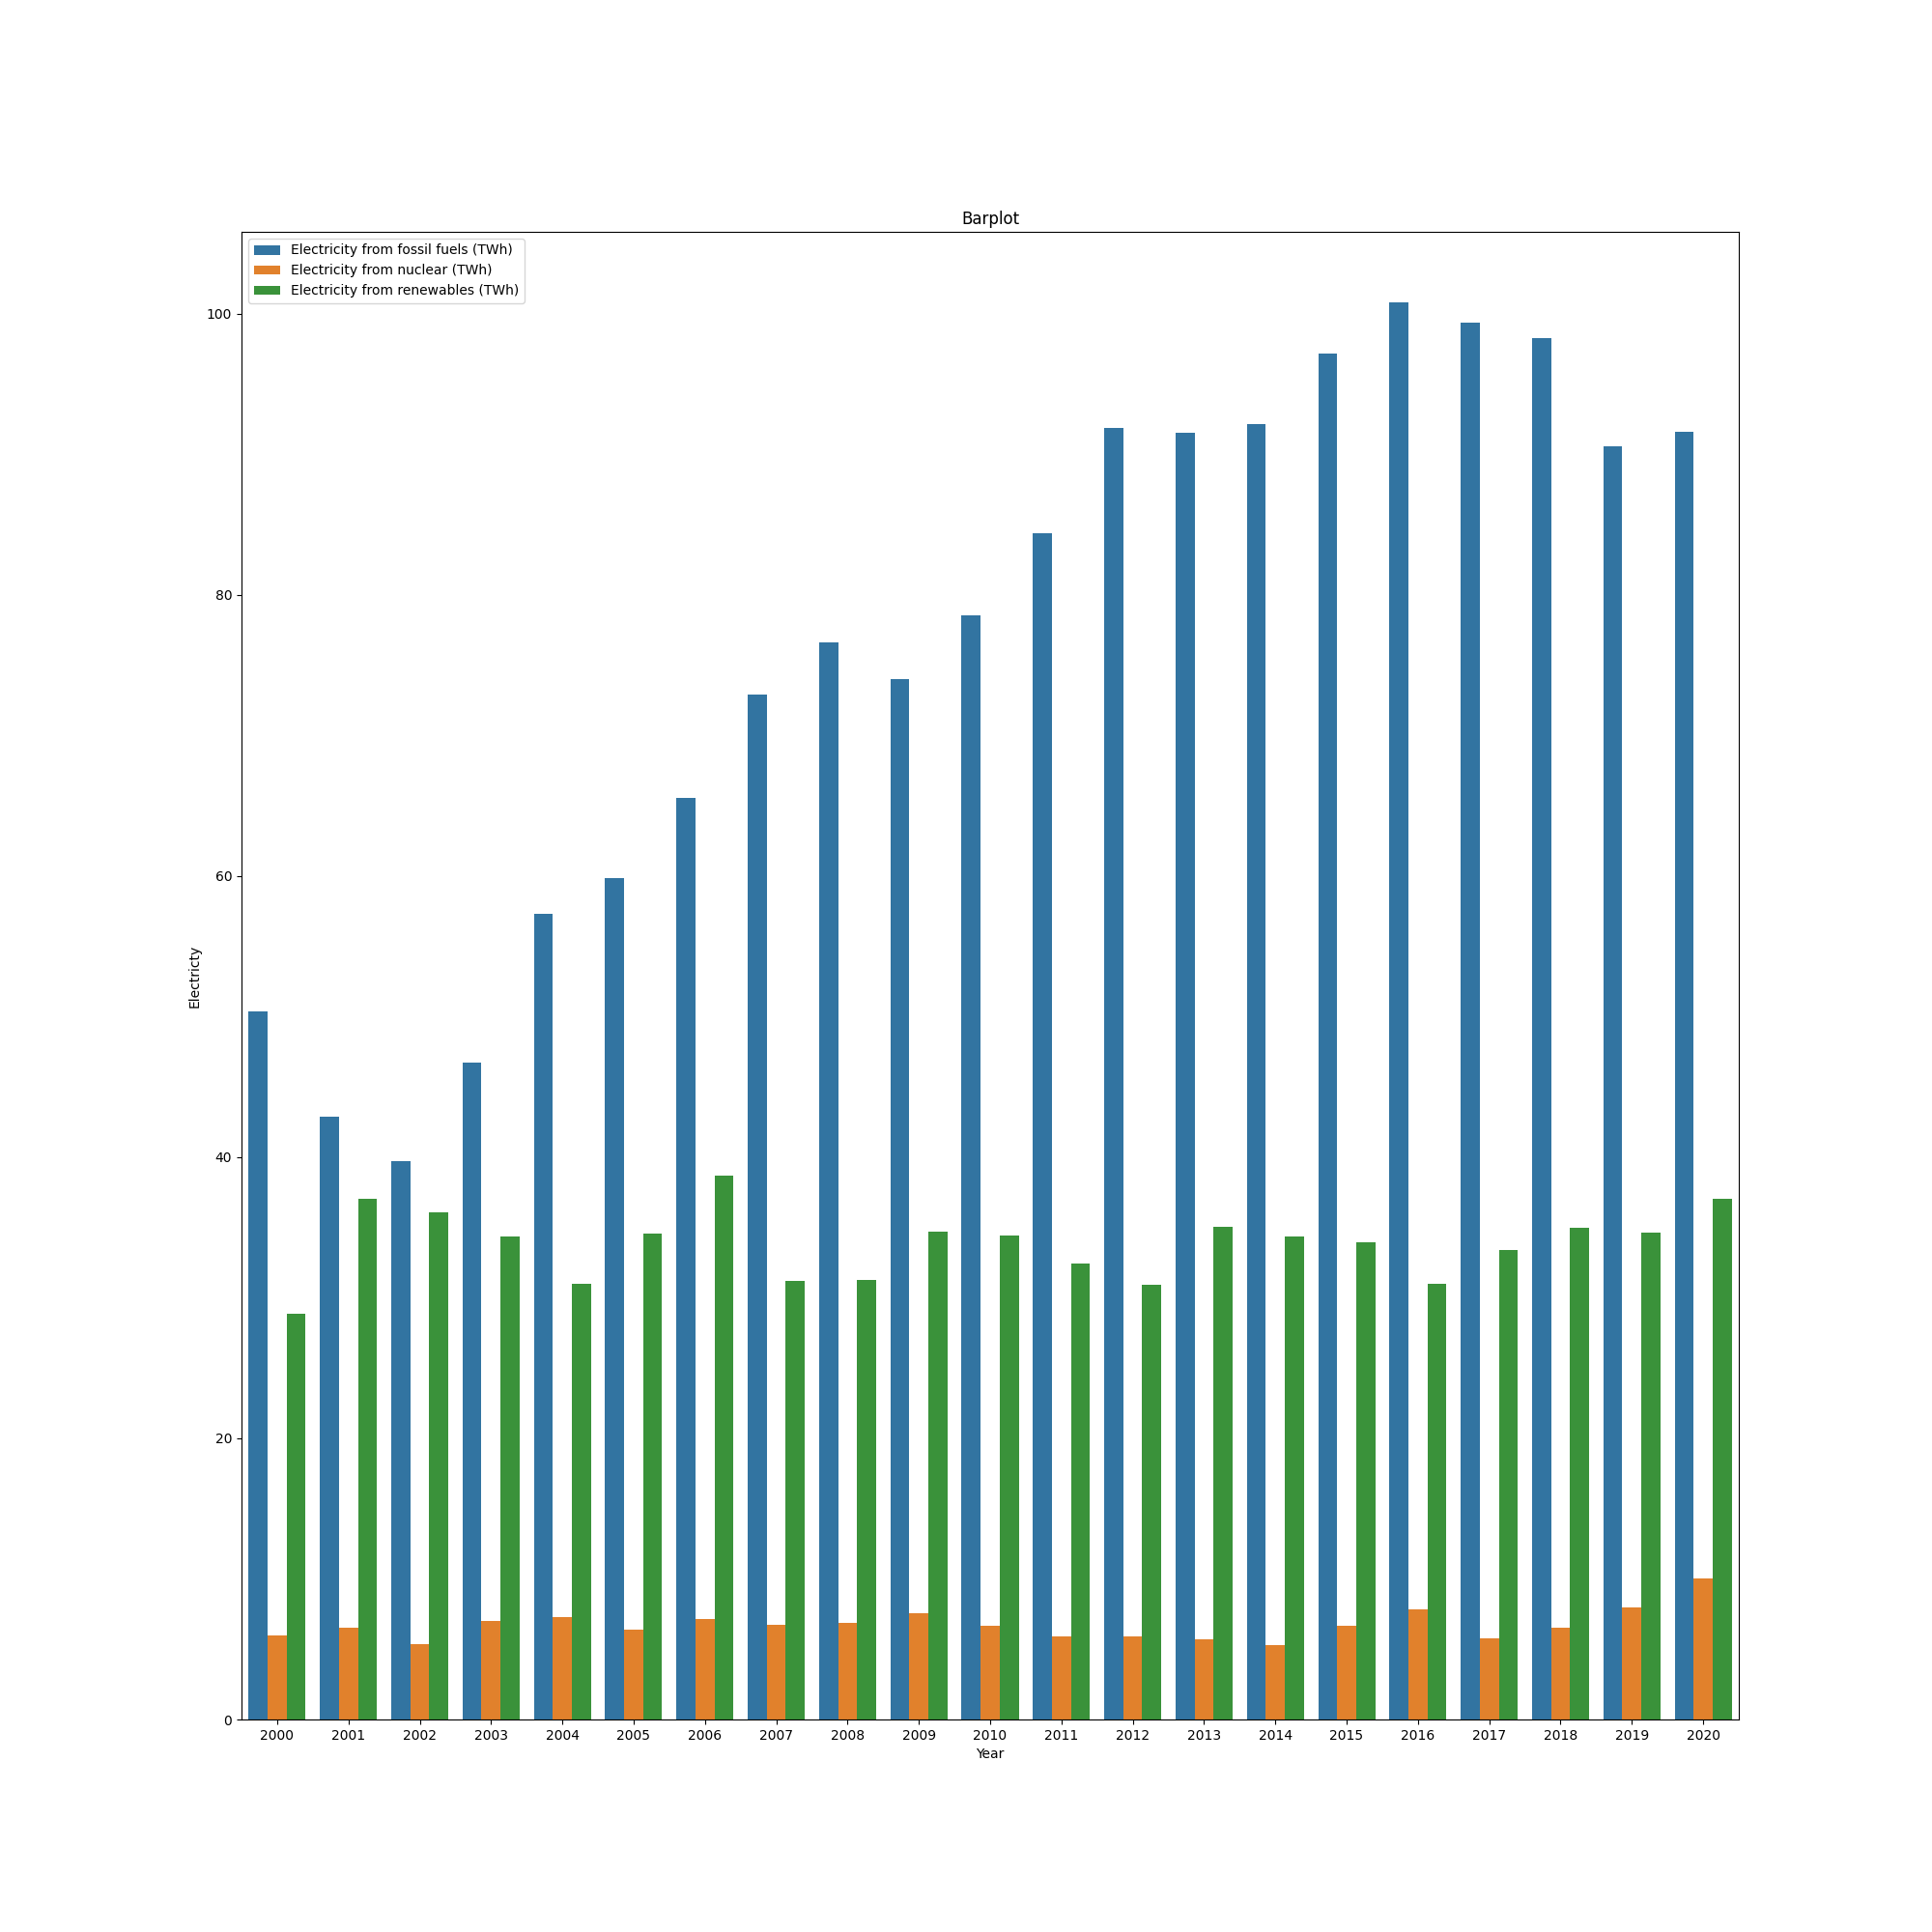 Barplot
Electricity from fossil fuels (TWh)
Electricity from nuclear (TWh)
Electricity from renewables (TWh)
100
80
60
40
20
0
Electricty
2000 2001 2002 2003 2004 2005 2006 2007 2008 2009 2010 2011 2012 2013 2014 2015 2016 2017 2018 2019 2020
Year